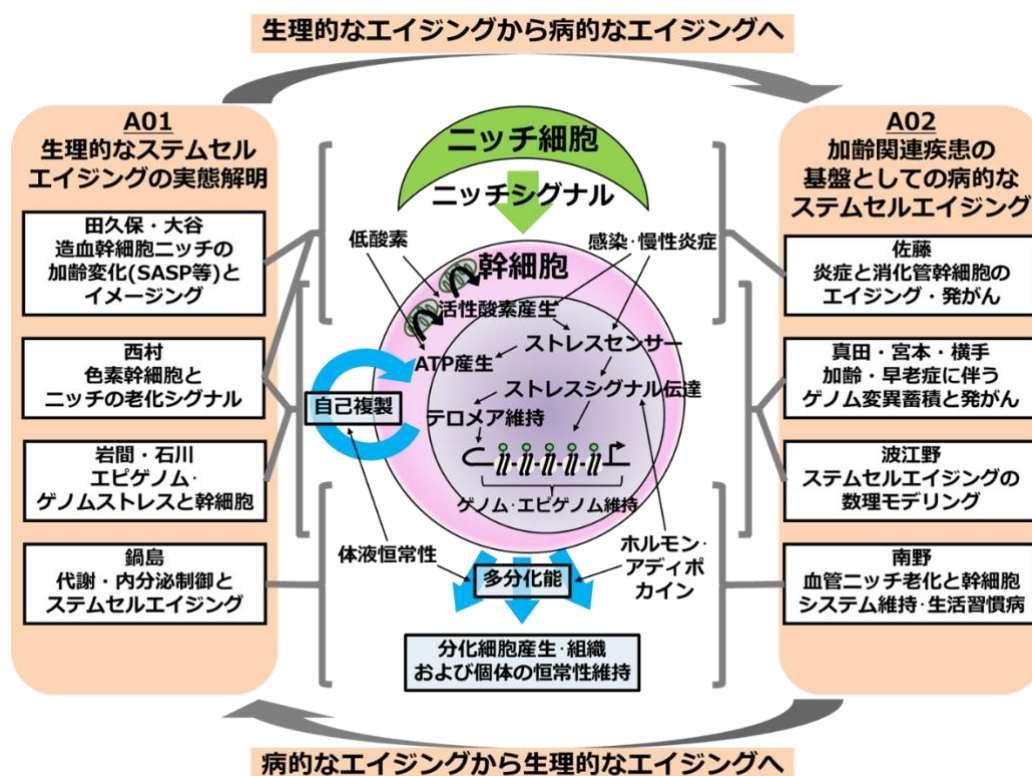 生理的なエイジングから病的なエイジングへ
A01
生理的なステムセル
エイジングの実態解明
田久保・大谷
造血幹細胞ニッチの
加齢変化(SASP等)と
イメージング
西村
色素幹細胞と
ニッチの老化シグナル
岩間・石川
エピゲノム・
ゲノムストレスと幹細胞
鍋島
代謝・内分泌制御と
ステムセルエイジング
ニッチ細胞
ニッチシグナル
低酸素
感染・慢性炎症
幹細胞
活性酸素産生
ストレスセンサー
ATP産生
ストレスシグナル伝達
自己複製
テロメア維持
ゲノム・エピゲノム維持
体液恒常性
ホルモン・
アディポ
カイン
多分化能
分化細胞産生・組織
および個体の恒常性維持
A02
加齢関連疾患の
基盤としての病的な
ステムセルエイジング
佐藤
炎症と消化管幹細胞の
エイジング・発がん
真田・宮本・横手
加齢・早老症に伴う
ゲノム変異蓄積と発がん
波江野
ステムセルエイジングの
数理モデリング
南野
血管ニッチ老化と幹細胞
システム維持・生活習慣病
病的なエイジングから生理的なエイジングへ